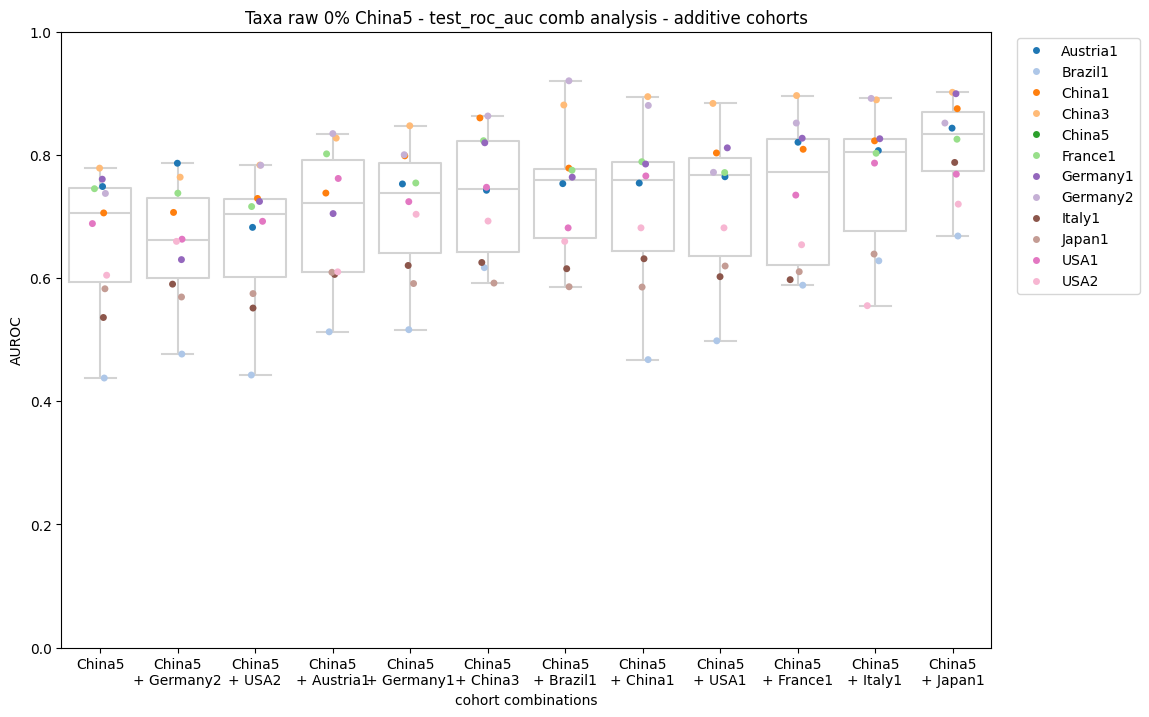 Taxa raw 0% China5 - test_roc_auc comb analysis - additive cohorts
1.0
0.8
0.6
0.4
0.2
0.0
AUROC
China5
China5
+ Germany2
China5
+ USA2
China5
+ Austria1
China5
+ Germany1
China5
+ China3
China5
+ Brazil1
China5
+ China1
China5
+ USA1
China5
+ France1
China5
+ Italy1
China5
+ Japan1
cohort combinations
Austria1
Brazil1
China1
China3
China5
France1
Germany1
Germany2
Italy1
Japan1
USA1
USA2